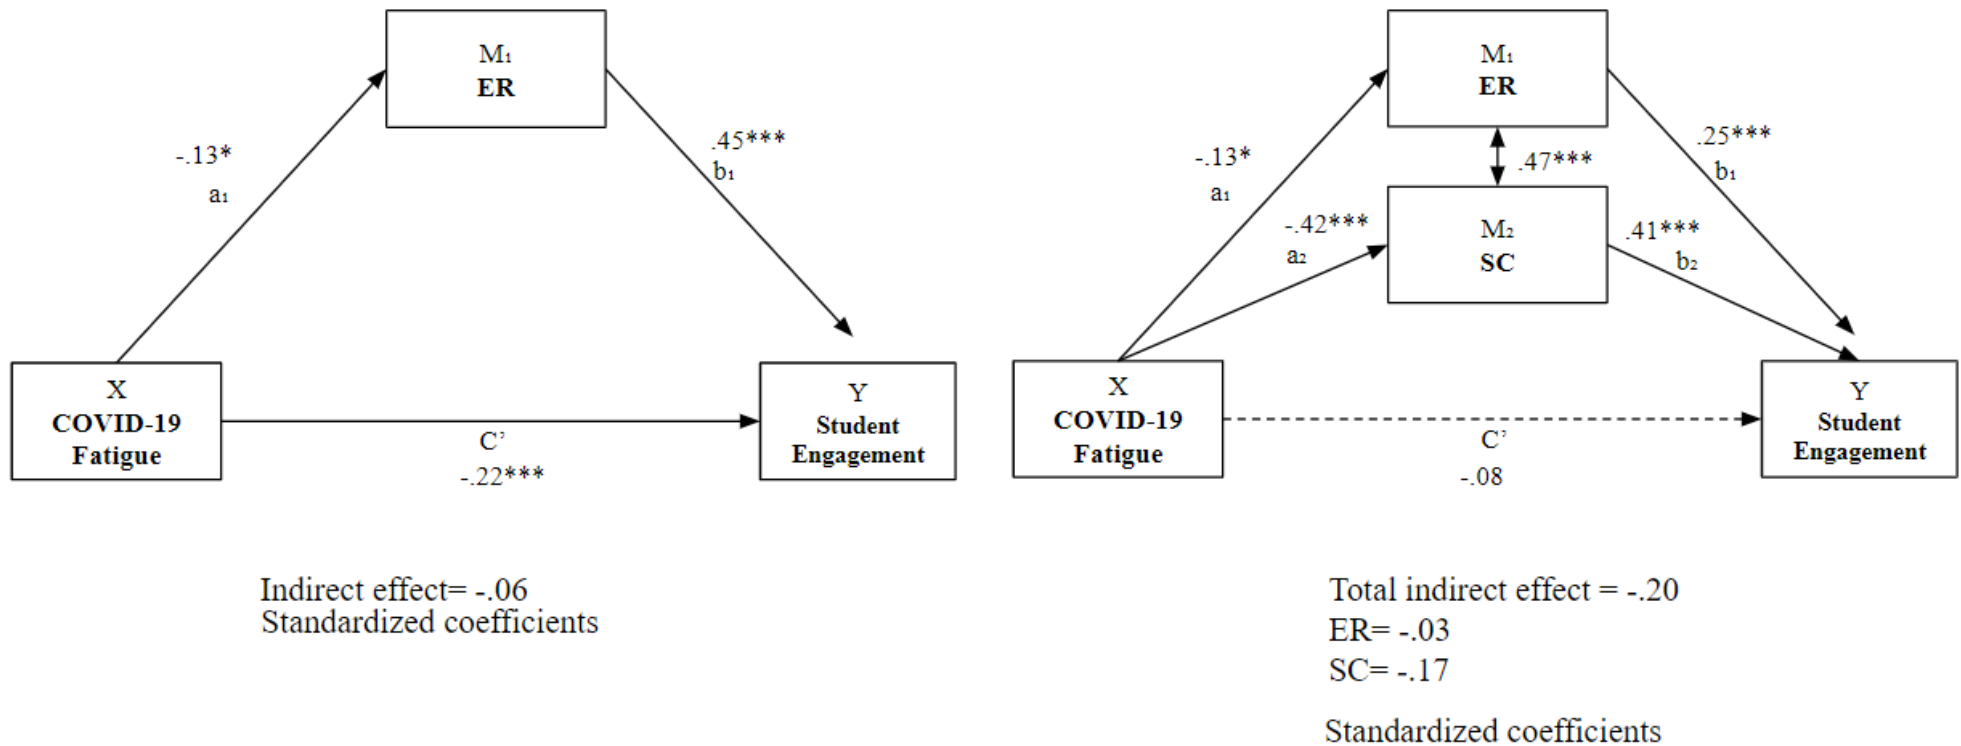 M₁
ER
-.13*
a₁
.45***
b₁
X
COVID-19
Fatigue
C’
-.22***
Y
Student
Engagement
Indirect effect= -.06
Standardized coefficients
M₁
ER
-.13*
a₁
.47***
.25***
b₁
-.42***
a₂
M₂
SC
.41***
b₂
X
COVID-19
Fatigue
C’
-.08
Y
Student
Engagement
Total indirect effect = -.20
ER= -.03
SC= -.17
Standardized coefficients